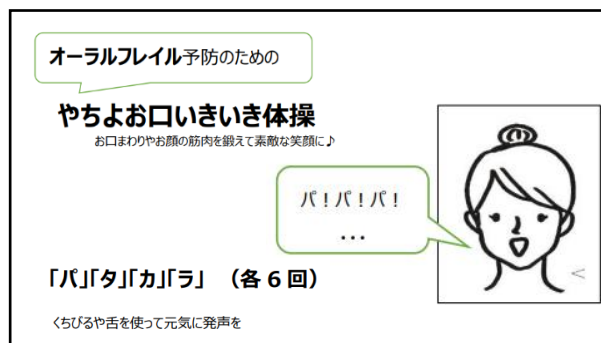 オーラルフレイル予防のための
やちよお口いきいき体操
お口まわりやお顔の筋肉を鍛えて素敵な笑顔に♪
パ！パ！パ！
...
「パ」「タ」「カ」「ラ」（各 6 回）
くちびるや舌を使って元気に発声を